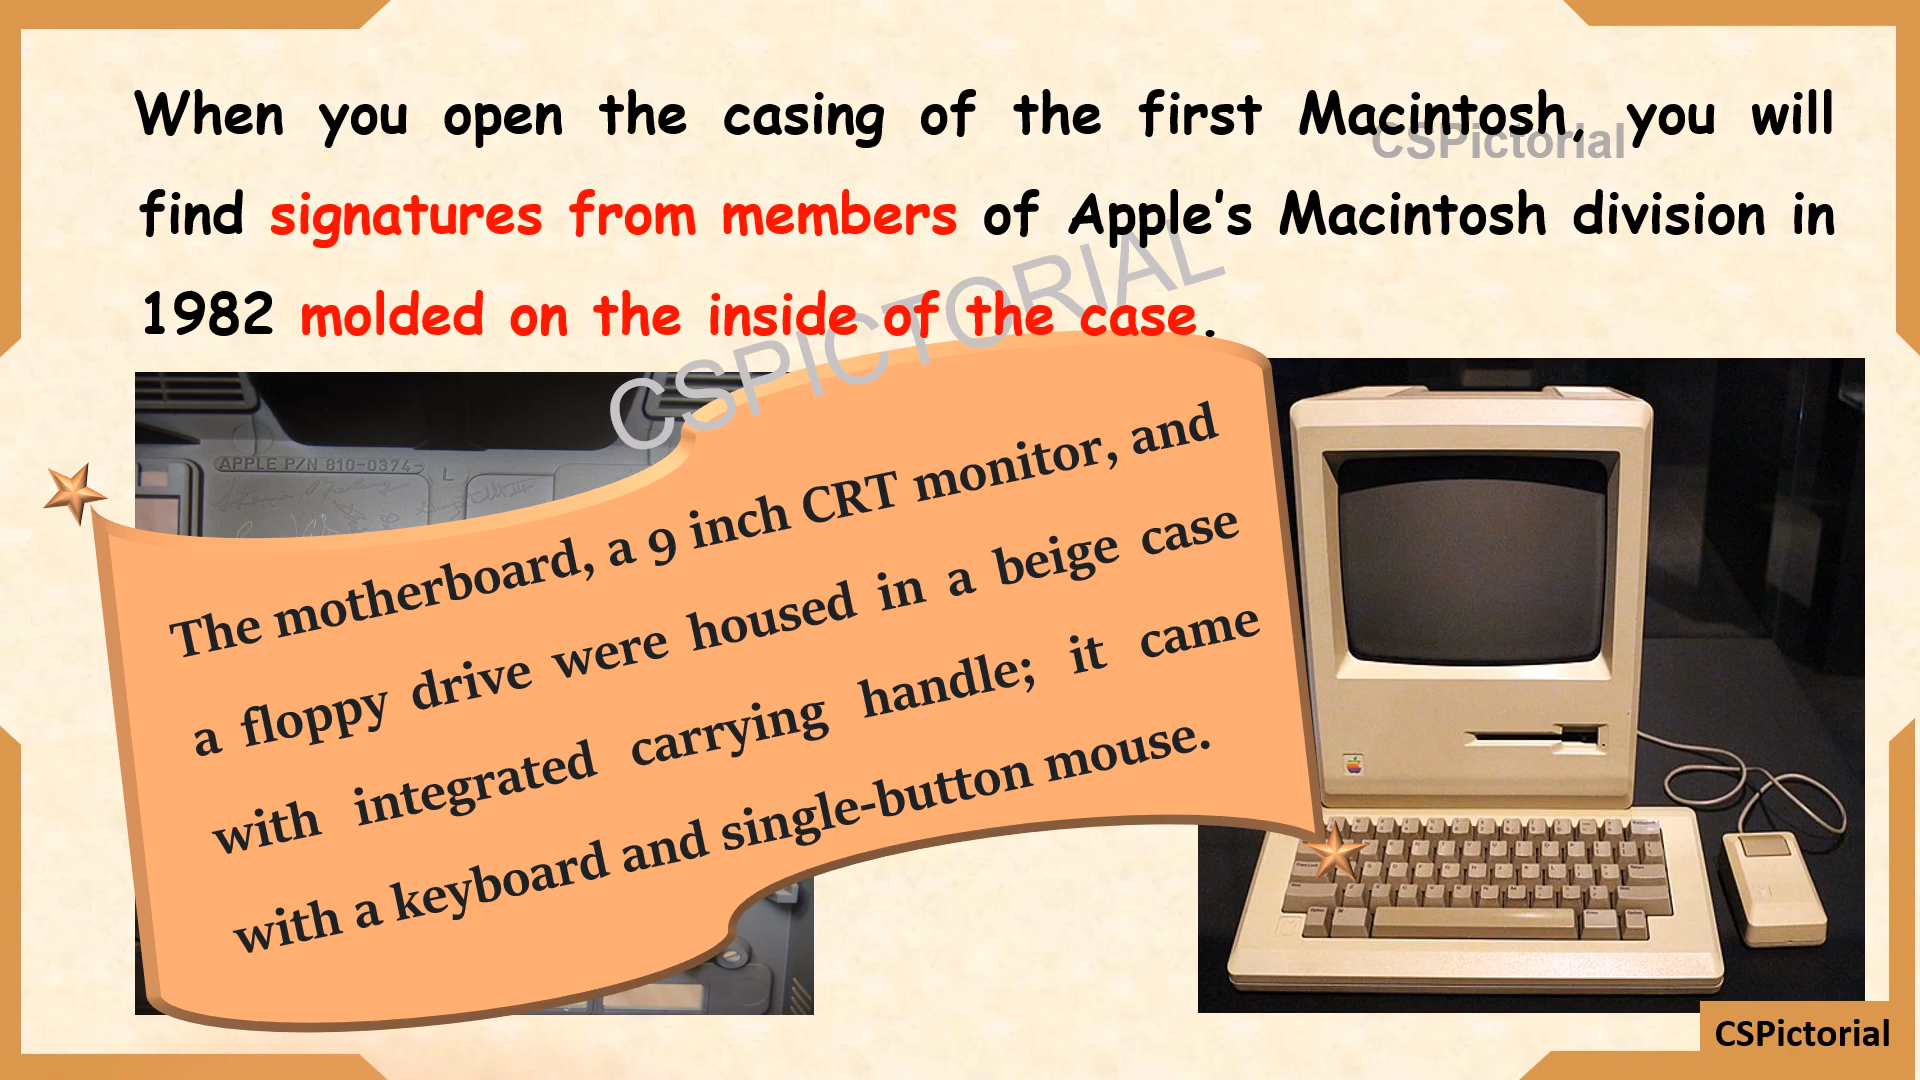 When you open the casing of the first Macintosh, you will
CSPictorial
find signatures from members of Apple’s Macintosh division in
1982 molded on the inside of the case.
CSPICTORIAL
APPLE P/N 810-0374-
L
The motherboard, a 9 inch CRT monitor, and
a floppy drive were housed in a beige case
with integrated carrying handle; it came
with a keyboard and single-button mouse.
CSPictorial